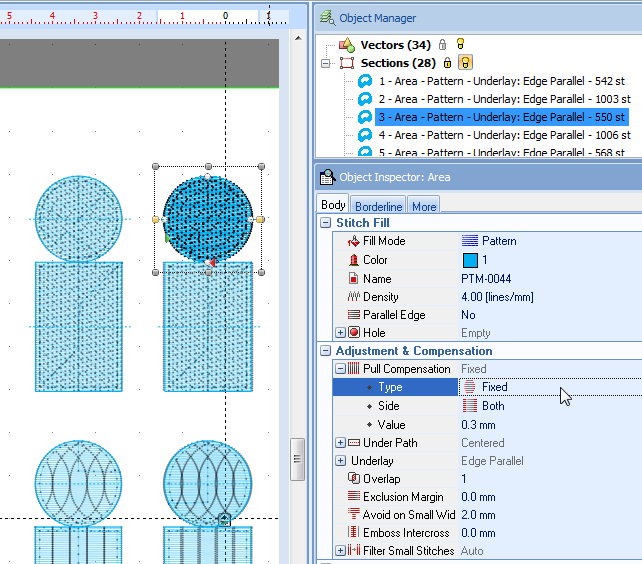 5 4 3 2 1 0 1
Object Manager
Vectors (34)
Sections (28)
1 - Area - Pattern - Underlay: Edge Parallel - 542 st
2 - Area - Pattern - Underlay: Edge Parallel - 1003 st
3 - Area - Pattern - Underlay: Edge Parallel - 550 st
4 - Area - Pattern - Underlay: Edge Parallel - 1006 st
5 - Area - Pattern - Underlay: Edge Parallel - 568 st
Object Inspector: Area
Body Borderline More
Stitch Fill
Fill Mode Pattern
Color 1
Name PTM-0044
Density 4.00 [lines/mm]
Parallel Edge No
Hole Empty
Adjustment & Compensation
Pull Compensation Fixed
Type Fixed
Side Both
Value 0.3 mm
Under Path Centered
Underlay Edge Parallel
Overlap 1
Exclusion Margin 0.0 mm
Avoid on Small Wid 2.0 mm
Emboss Intercross 0.0 mm
Filter Small Stitches Auto